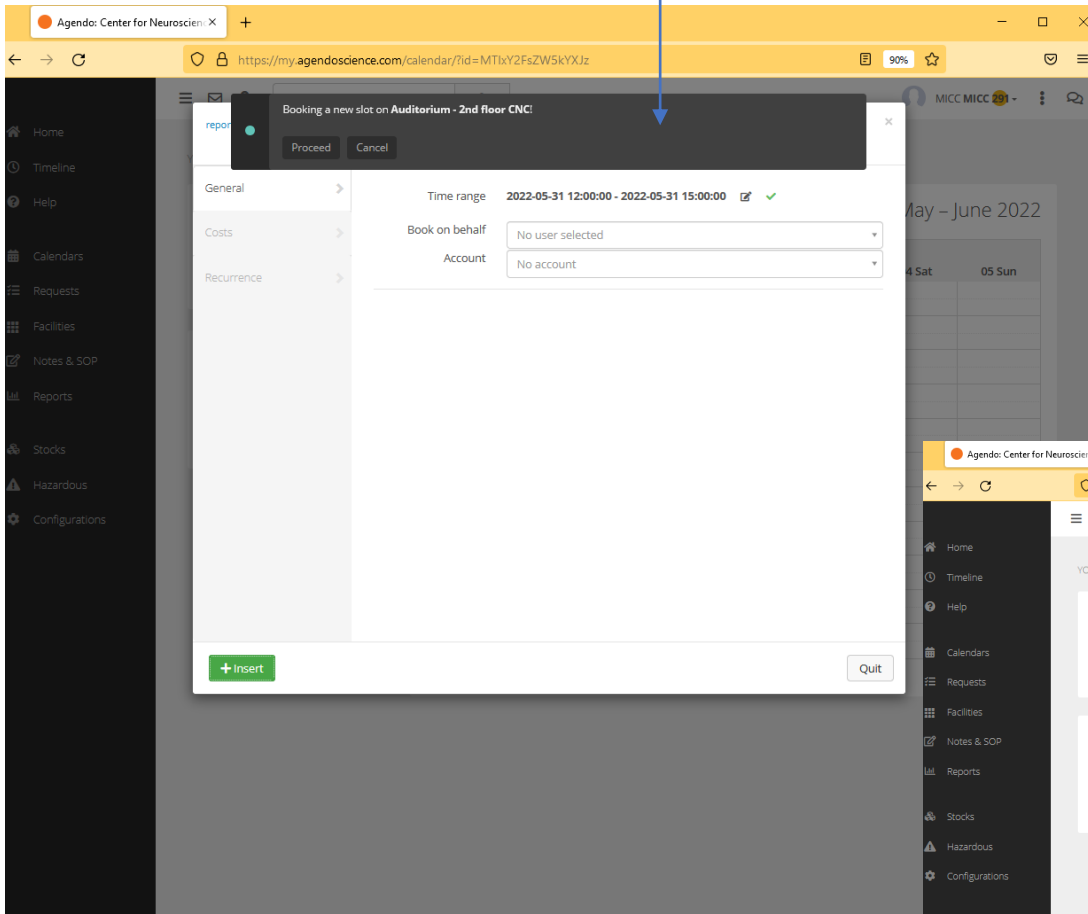 Agendo: Center for Neuroscien
https://my.agendoscience.com/calendar/?id=MTIxY2FsZW5kYXJz
90%
MICC MICC 291
Booking a new slot on Auditorium - 2nd floor CNC!
Proceed Cancel
repor
Home
Timeline
Help
Calendars
Requests
Facilities
Notes & SOP
Reports
Stocks
Hazardous
Configurations
General
Costs
Recurrence
Time range 2022-05-31 12:00:00 - 2022-05-31 15:00:00
Book on behalf No user selected
Account No account
May – June 2022
4 Sat 05 Sun
Insert
Quit
Agendo: Center for Neuroscien
Home
Timeline
Help
Calendars
Requests
Facilities
Notes & SOP
Reports
Stocks
Hazardous
Configurations
YO